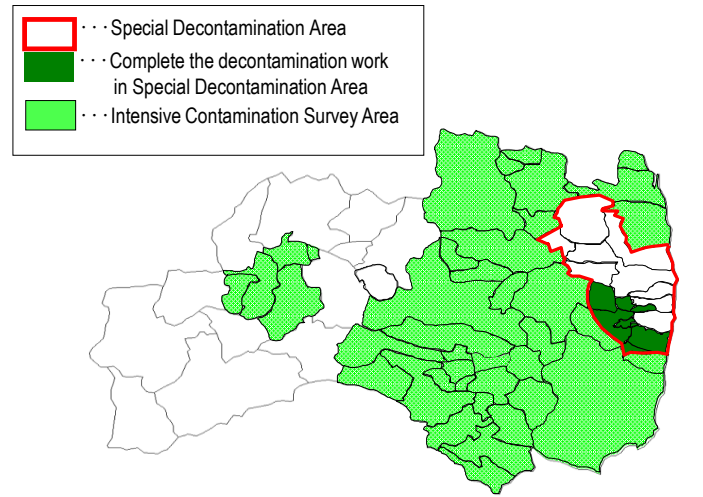 ···Special Decontamination Area
···Complete the decontamination work
in Special Decontamination Area
···Intensive Contamination Survey Area